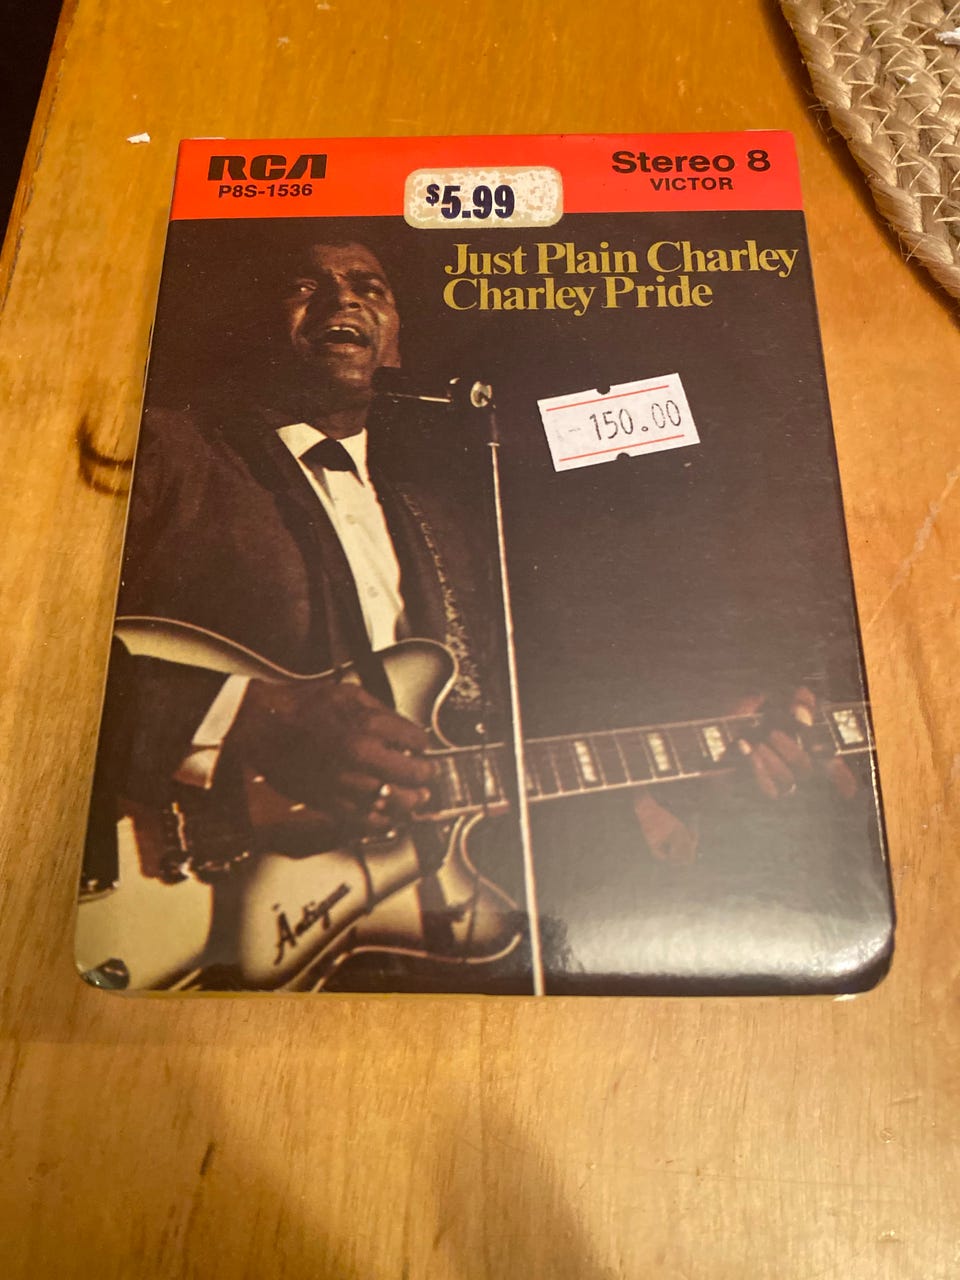 RCA
P8S-1536
$5.99
Stereo 8
VICTOR
Just Plain Charley
Charley Pride
-150.00
Antigua